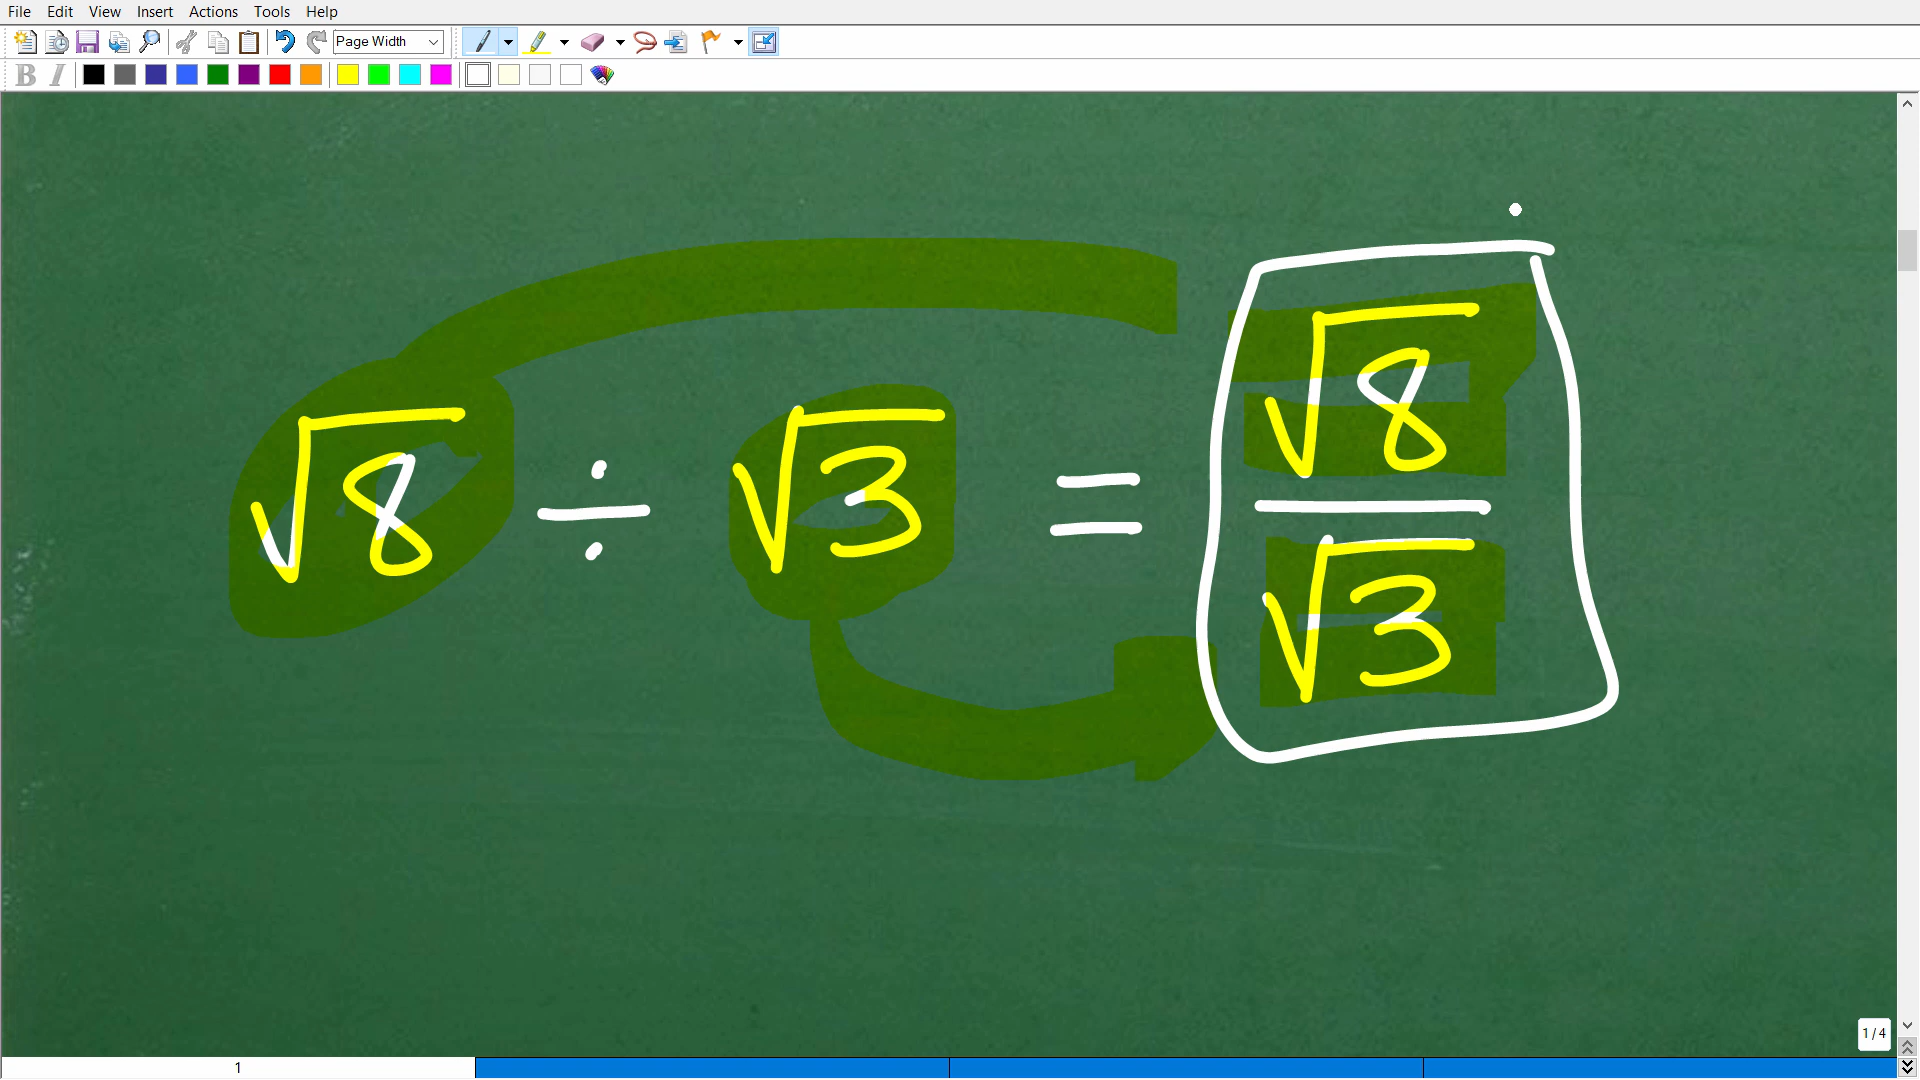 File Edit View Insert Actions Tools Help
Page Width
B I
√8 ÷ √3 = √8 / √3
1 / 4
1